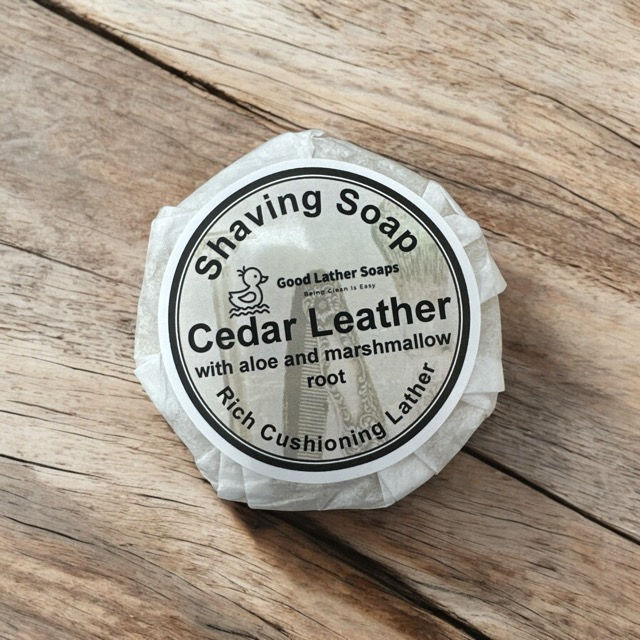 Shaving Soap
Good Lather Soaps
Being Clean Is Easy
Cedar Leather
with aloe and marshmallow
root
Rich Cushioning Lather